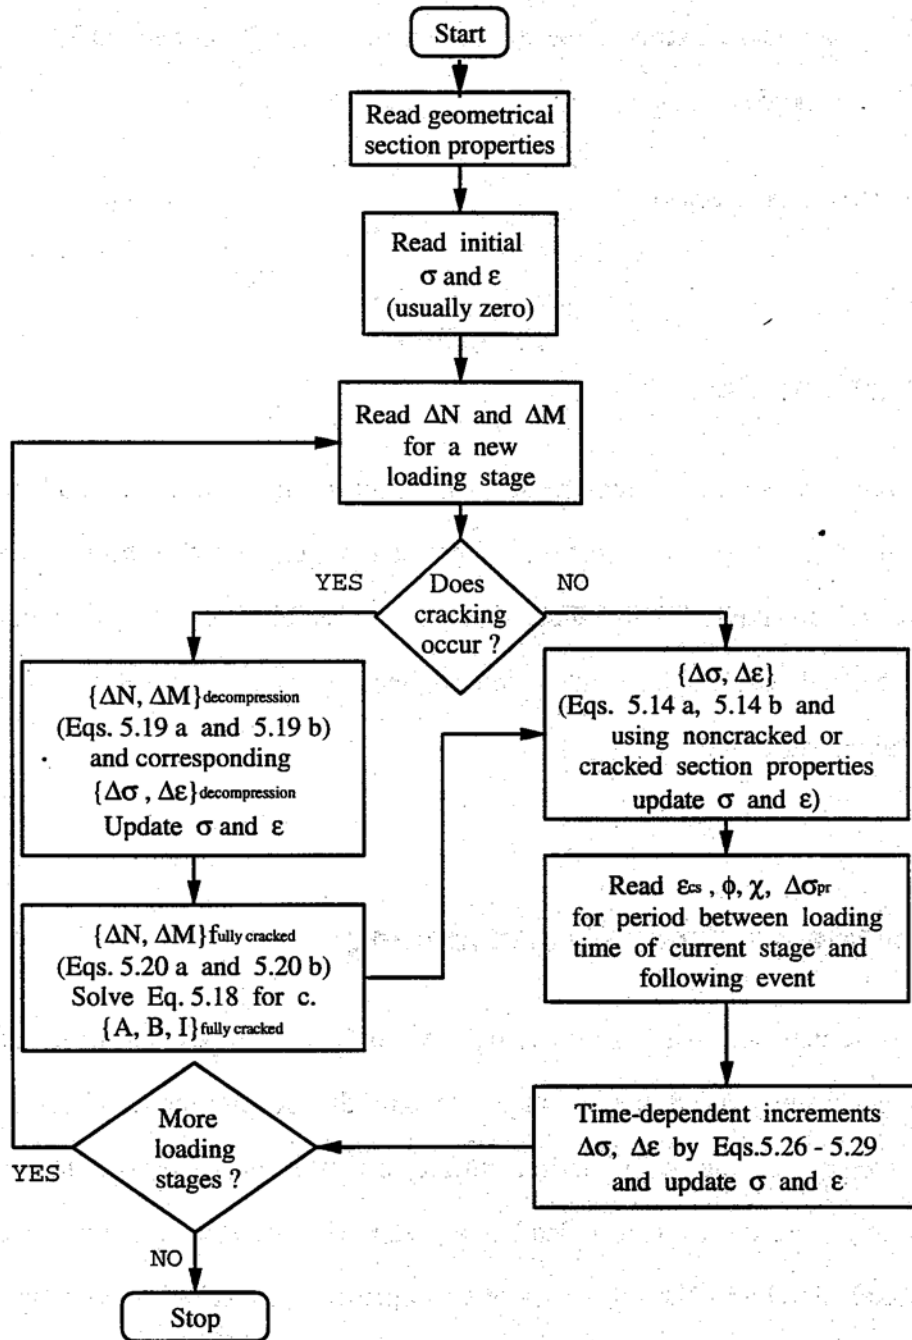 Start
Read geometrical
section properties
Read initial
σ and ε
(usually zero)
Read ΔN and ΔM
for a new
loading stage
YES
Does
cracking
occur ?
NO
{ΔN, ΔM}decompression
(Eqs. 5.19 a and 5.19 b)
and corresponding
{Δσ , Δε}decompression
Update σ and ε
{Δσ, Δε}
(Eqs. 5.14 a, 5.14 b and
using noncracked or
cracked section properties
update σ and ε)
{ΔN, ΔM}fully cracked
(Eqs. 5.20 a and 5.20 b)
Solve Eq. 5.18 for c.
{A, B, I}fully cracked
Read εcs , ϕ, χ, Δσpr
for period between loading
time of current stage and
following event
More
loading
stages ?
YES
Time-dependent increments
Δσ, Δε by Eqs.5.26 - 5.29
and update σ and ε
NO
Stop